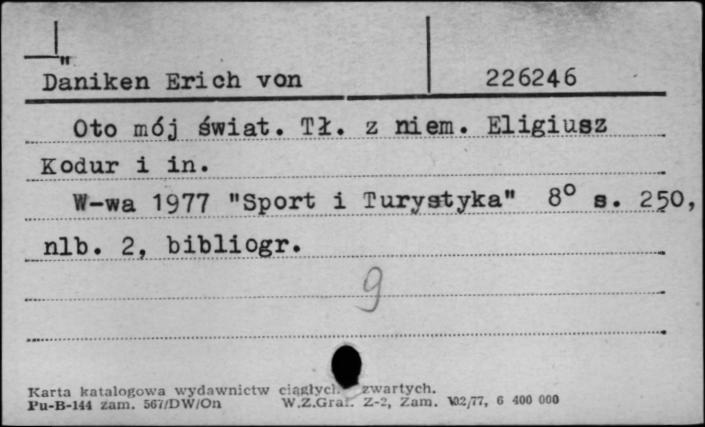 Däniken Erich von 226246
Oto mój świat. Tł. z niem. Eligiusz
Kodur i in.
W-wa 1977 "Sport i Turystyka" 8° s. 250,
nlb. 2, bibliogr.
9
Karta katalogowa wydawnictw ciągłych zwartych.
Pu-B-144 zam. 567/DW/On W.Z.Graf. Z-2, Zam. 102/77, 6 400 000